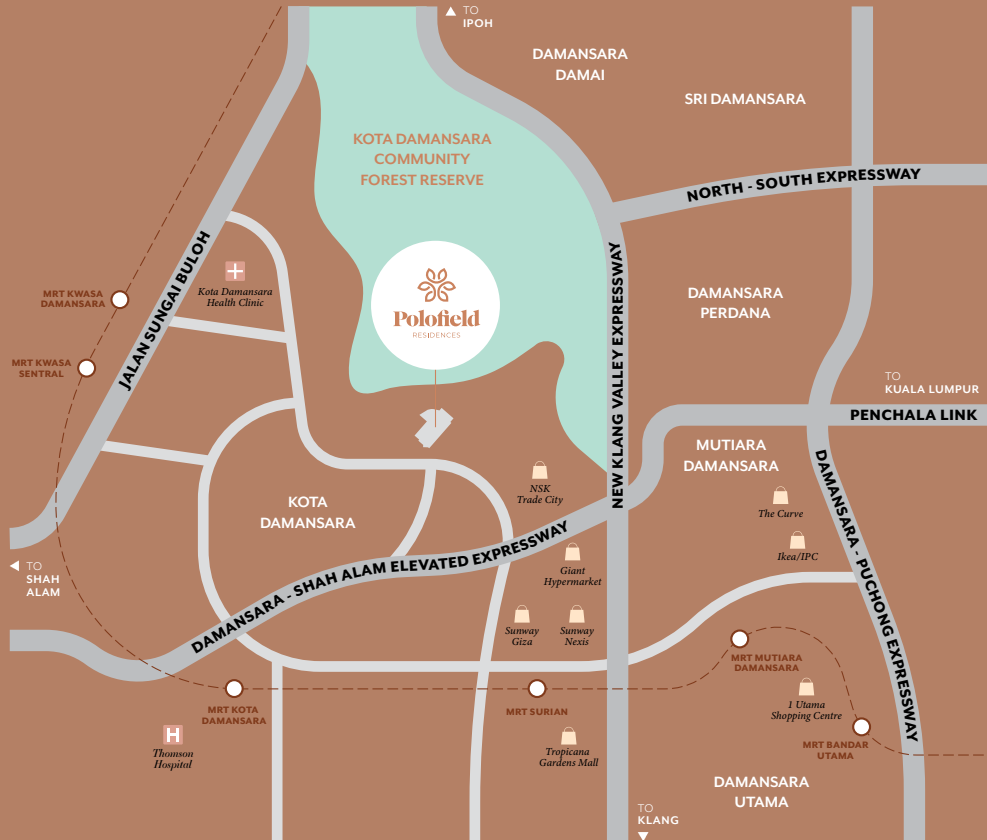 TO
IPOH
DAMANSARA
DAMAI
SRI DAMANSARA
KOTA DAMANSARA
COMMUNITY
FOREST RESERVE
NORTH - SOUTH EXPRESSWAY
JALAN SUNGAI BULOH
Kota Damansara
Health Clinic
MRT KWASA
DAMANSARA
MRT KWASA
SENTRAL
Polofield
RESIDENCES
NEW KLANG VALLEY EXPRESSWAY
DAMANSARA
PERDANA
TO
KUALA LUMPUR
PENCHALA LINK
MUTIARA
DAMANSARA
NSK
Trade City
The Curve
Ikea/IPC
KOTA
DAMANSARA
DAMANSARA - SHAH ALAM ELEVATED EXPRESSWAY
DAMANSARA - PUCHONG EXPRESSWAY
TO
SHAH
ALAM
Giant
Hypermarket
Sunway
Giza
Sunway
Nexis
MRT MUTIARA
DAMANSARA
1 Utama
Shopping Centre
MRT KOTA
DAMANSARA
MRT SURIAN
MRT BANDAR
UTAMA
H
Thomson
Hospitol
Tropicana
Gardens Mall
DAMANSARA
UTAMA
TO
KLANG